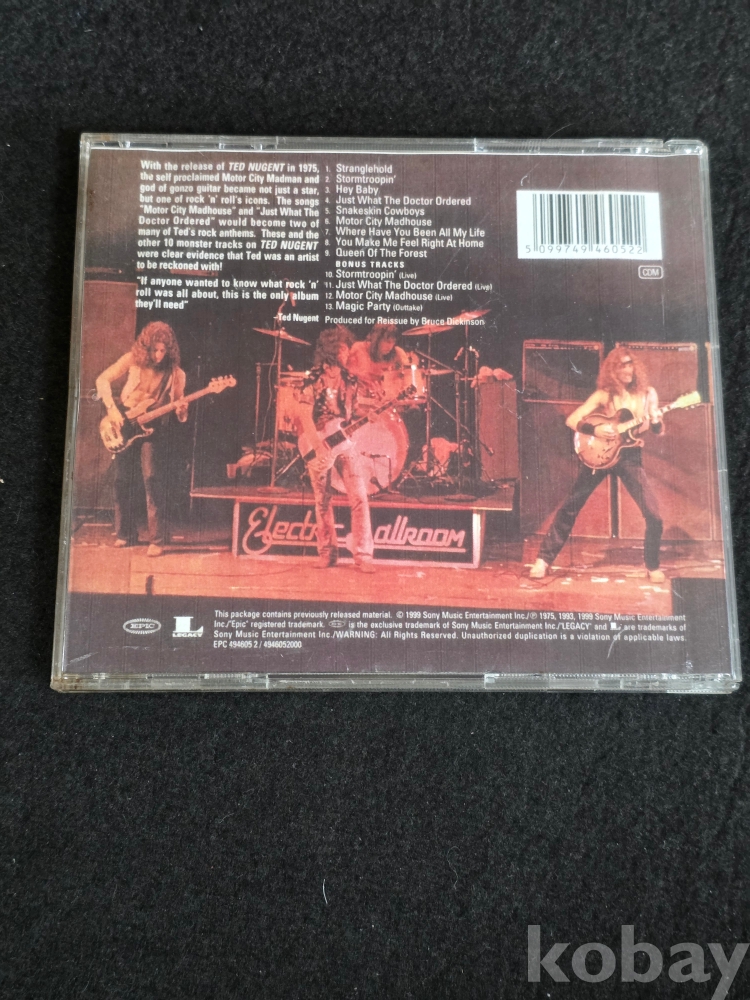 With the release of TED NUGENT in 1975,
the self proclaimed Motor City Madman and
god of gonzo guitar became not just a star,
but one of rock 'n' roll's icons. The songs
"Motor City Madhouse" and "Just What The
Doctor Ordered" would become two of
many of Ted's rock anthems. These and the
other 10 monster tracks on TED NUGENT
were clear evidence that Ted was an artist
to be reckoned with!
"If anyone wanted to know what rock 'n'
roll was all about, this is the only album
they'll need"
–Ted Nugent
1. Stranglehold
2. Stormtroopin'
3. Hey Baby
4. Just What The Doctor Ordered
5. Snakeskin Cowboys
6. Motor City Madhouse
7. Where Have You Been All My Life
8. You Make Me Feel Right At Home
9. Queen Of The Forest
BONUS TRACKS
10. Stormtroopin' (Live)
11. Just What The Doctor Ordered (Live)
12. Motor City Madhouse (Live)
13. Magic Party (Outtake)
Produced for Reissue by Bruce Dickinson
5 099749 460522
CDM
Electric Ballroom
EPIC
L
LEGACY
This package contains previously released material. © 1999 Sony Music Entertainment Inc./℗ 1975, 1993, 1999 Sony Music Entertainment
Inc./"Epic" registered trademark. EPIC is the exclusive trademark of Sony Music Entertainment Inc./"LEGACY" and L are trademarks of
Sony Music Entertainment Inc./WARNING: All Rights Reserved. Unauthorized duplication is a violation of applicable laws.
EPC 494605 2 / 4946052000
kobay